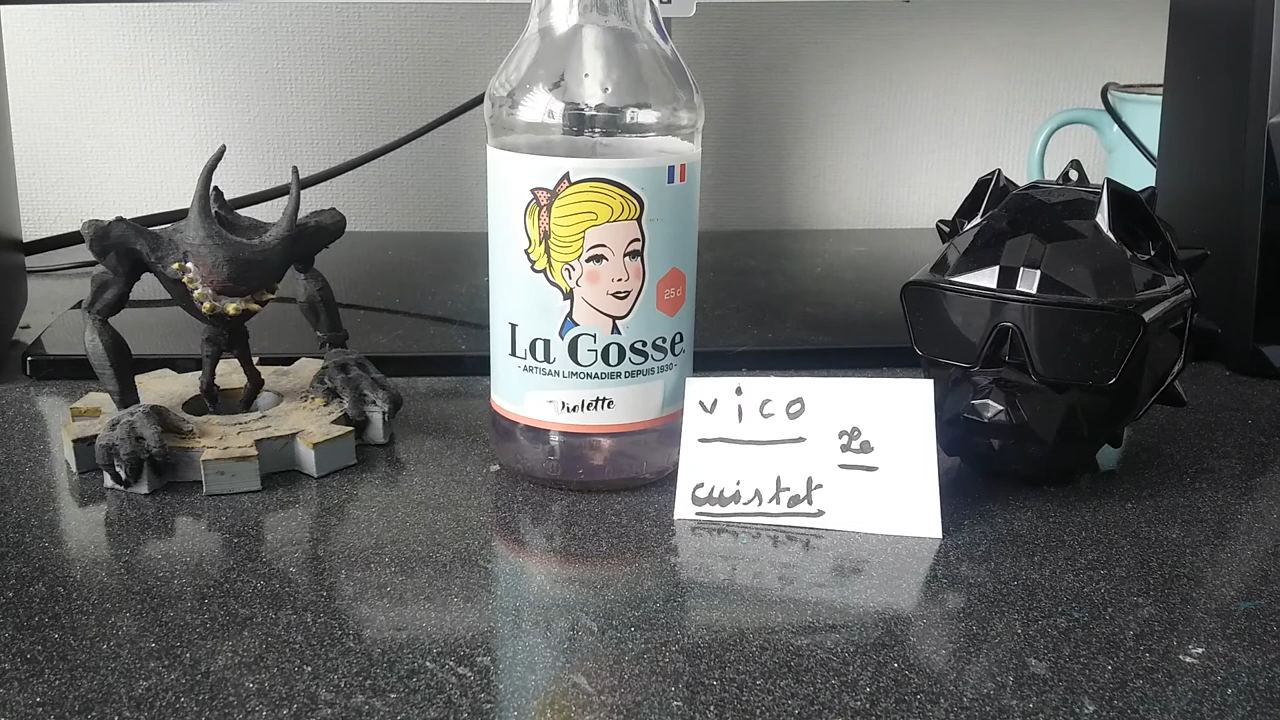 25 cl
La Gosse
- ARTISAN LIMONADIER DEPUIS 1930 -
Violette
vico
Le
cuistot